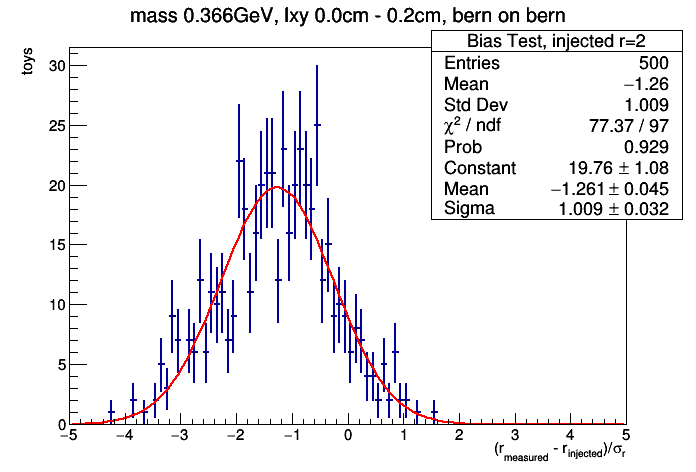 mass 0.366GeV, lxy 0.0cm - 0.2cm, bern on bern
toys
Bias Test, injected r=2
Entries 500
Mean −1.26
Std Dev 1.009
χ² / ndf 77.37 / 97
Prob 0.929
Constant 19.76 ± 1.08
Mean −1.261 ± 0.045
Sigma 1.009 ± 0.032
30
25
20
15
10
5
0
−5 −4 −3 −2 −1 0 1 2 3 4 5
(r_measured - r_injected)/σ_r